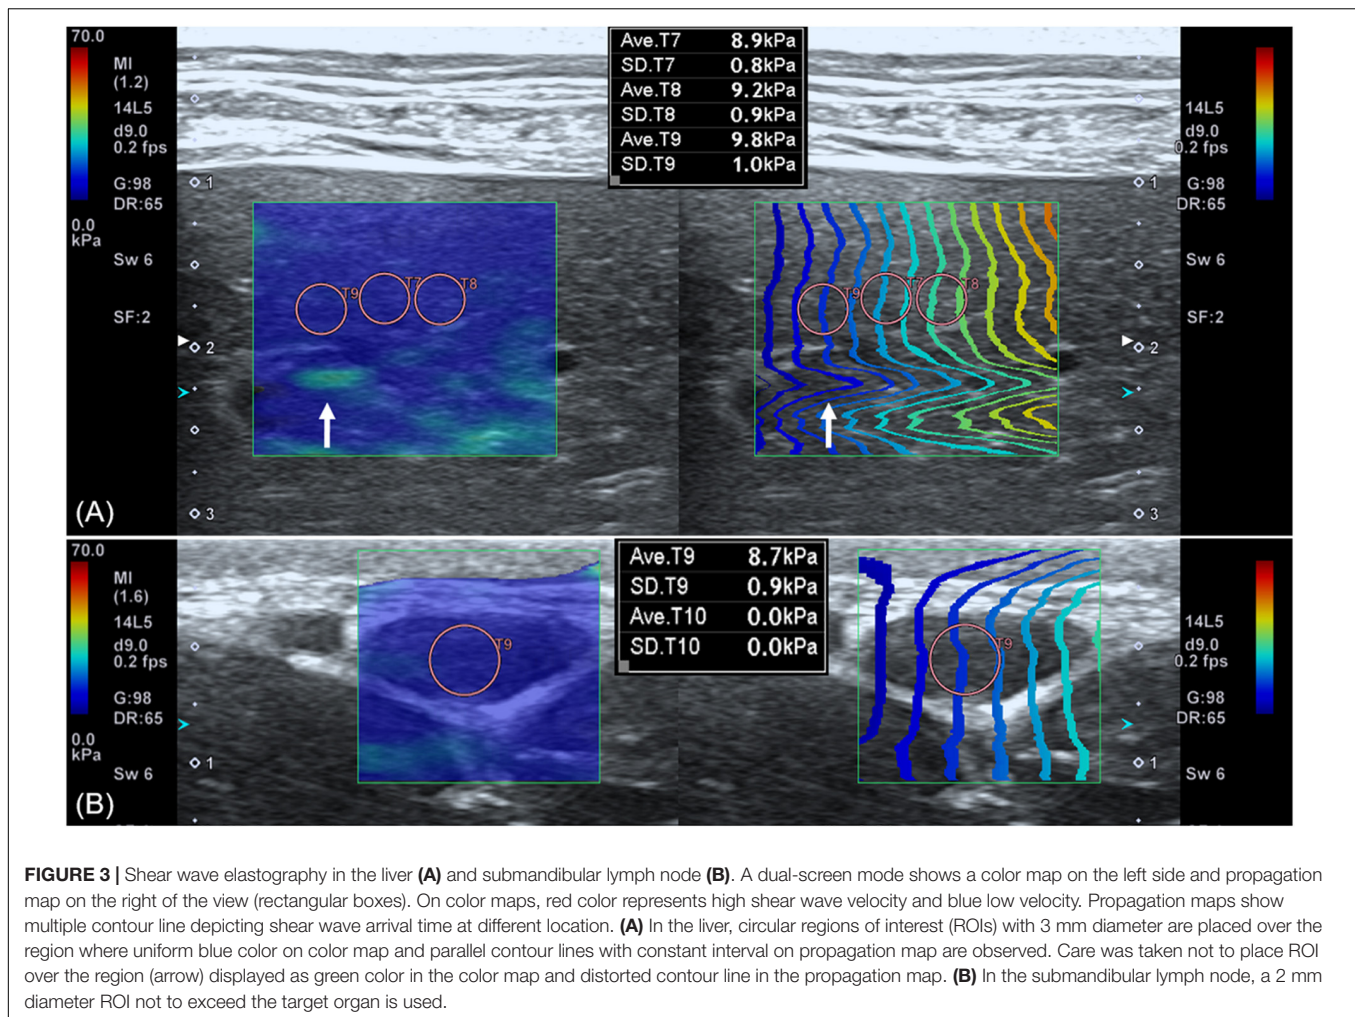 70.0
MI
(1.2)
14L5
d9.0
0.2 fps
G:98
DR:65
0.0
kPa
Sw 6
SF:2
1
2
3
T9
T7
T8
Ave.T7 8.9kPa
SD.T7 0.8kPa
Ave.T8 9.2kPa
SD.T8 0.9kPa
Ave.T9 9.8kPa
SD.T9 1.0kPa
T9
T7
T8
1
2
3
14L5
d9.0
0.2 fps
G:98
DR:65
Sw 6
SF:2
(A)
70.0
MI
(1.6)
14L5
d9.0
0.2 fps
G:98
DR:65
0.0
kPa
Sw 6
1
T9
Ave.T9 8.7kPa
SD.T9 0.9kPa
Ave.T10 0.0kPa
SD.T10 0.0kPa
T9
1
14L5
d9.0
0.2 fps
G:98
DR:65
Sw 6
(B)
FIGURE 3 | Shear wave elastography in the liver (A) and submandibular lymph node (B). A dual-screen mode shows a color map on the left side and propagation
map on the right of the view (rectangular boxes). On color maps, red color represents high shear wave velocity and blue low velocity. Propagation maps show
multiple contour line depicting shear wave arrival time at different location. (A) In the liver, circular regions of interest (ROIs) with 3 mm diameter are placed over the
region where uniform blue color on color map and parallel contour lines with constant interval on propagation map are observed. Care was taken not to place ROI
over the region (arrow) displayed as green color in the color map and distorted contour line in the propagation map. (B) In the submandibular lymph node, a 2 mm
diameter ROI not to exceed the target organ is used.